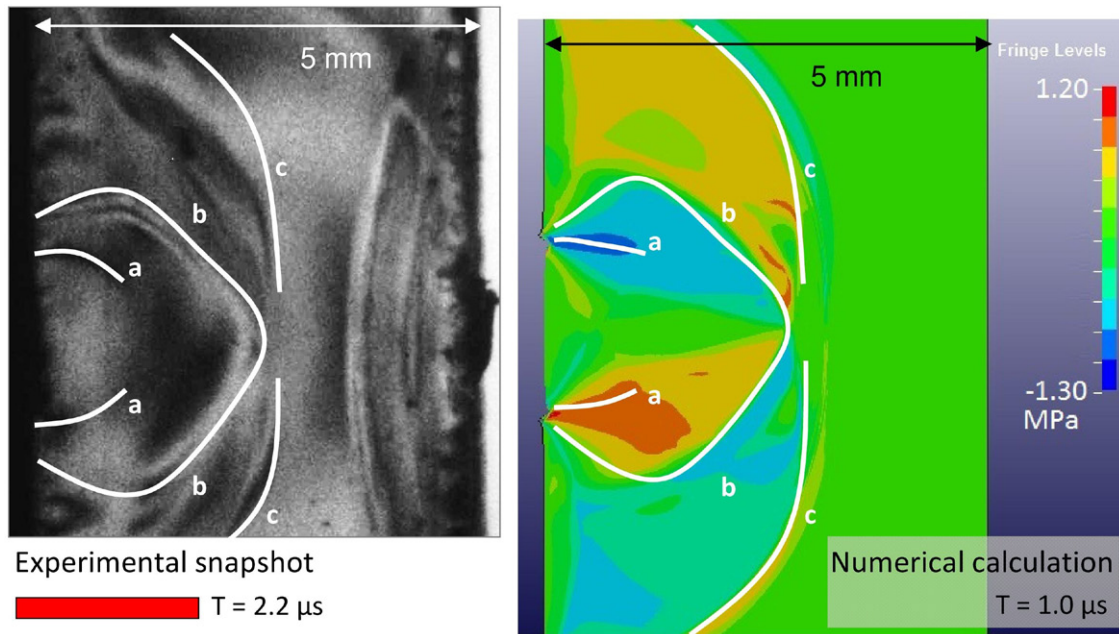 5 mm
c
b
a
a
b
c
Experimental snapshot
T = 2.2 µs
5 mm
Fringe Levels
1.20
-1.30
MPa
c
b
a
a
b
c
Numerical calculation
T = 1.0 µs